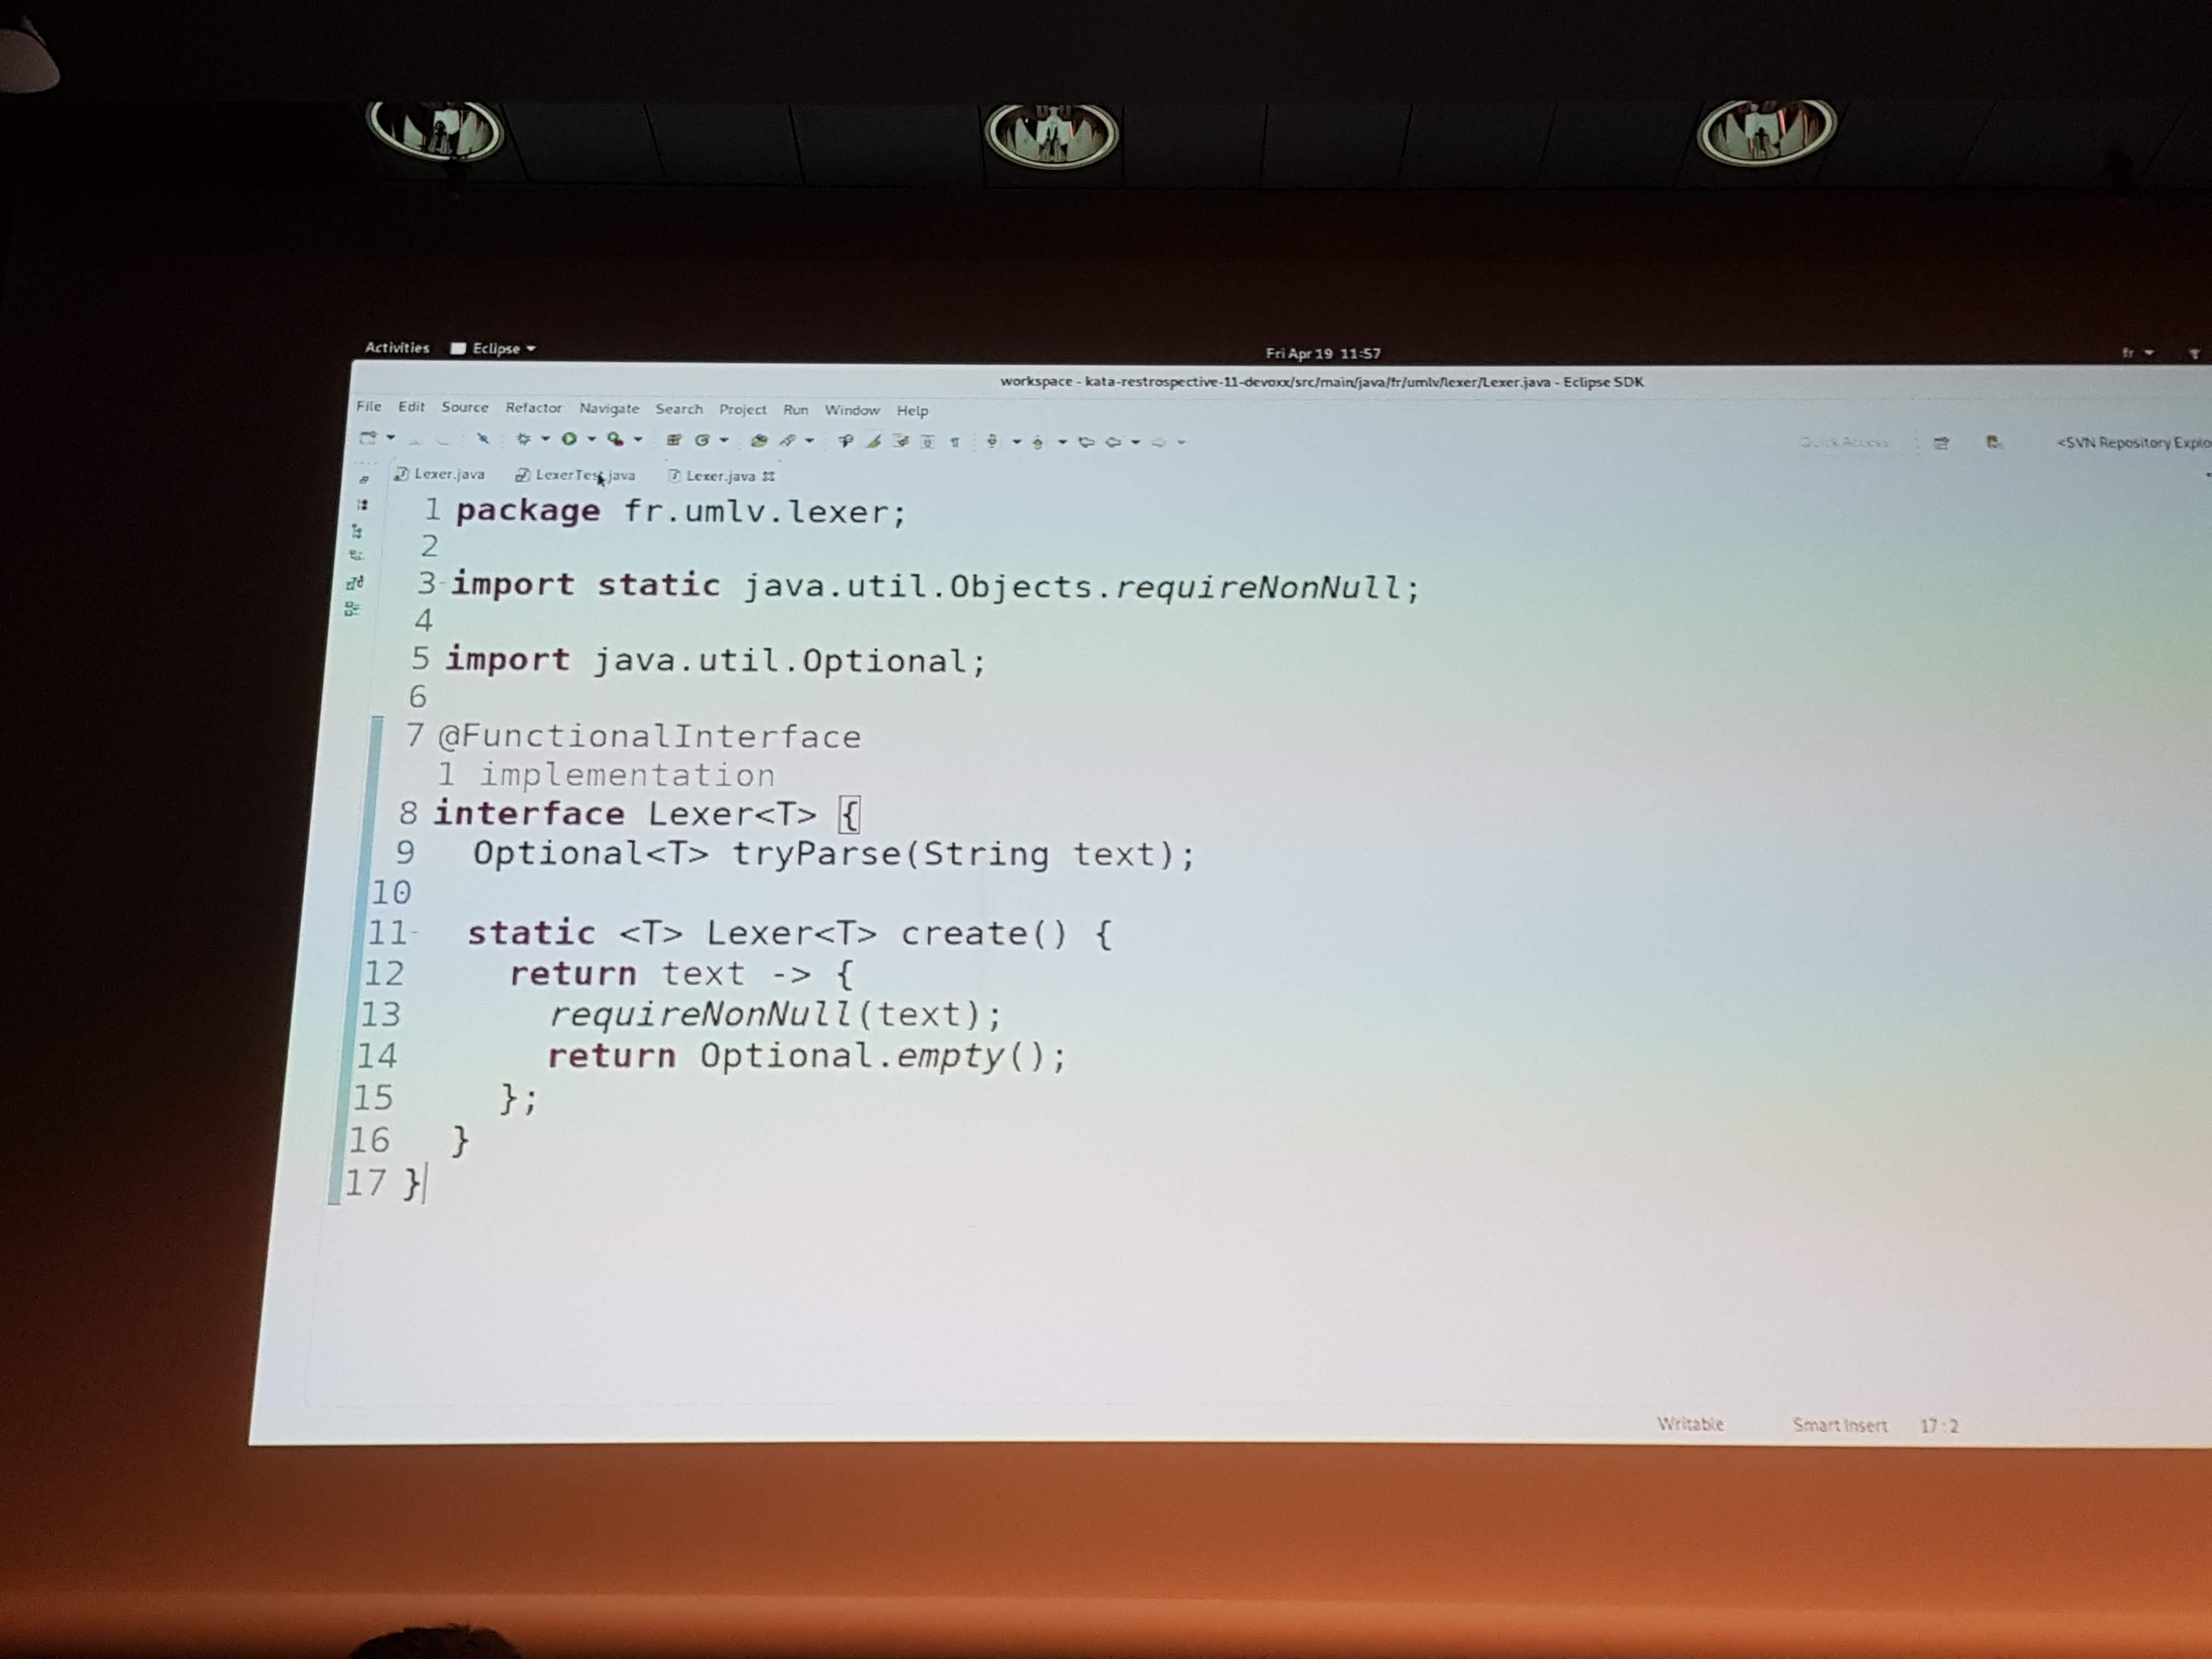 Activities Eclipse Fri Apr 19 11:57 fr
workspace - kata-restrospective-11-devoxx/src/main/java/fr/umlv/lexer/Lexer.java - Eclipse SDK
File Edit Source Refactor Navigate Search Project Run Window Help
Quick Access <SVN Repository Explo
Lexer.java LexerTest.java Lexer.java
1 package fr.umlv.lexer;
2
3 import static java.util.Objects.requireNonNull;
4
5 import java.util.Optional;
6
7 @FunctionalInterface
1 implementation
8 interface Lexer<T> {
9 Optional<T> tryParse(String text);
10
11 static <T> Lexer<T> create() {
12 return text -> {
13 requireNonNull(text);
14 return Optional.empty();
15 };
16 }
17 }
Writable Smart Insert 17:2